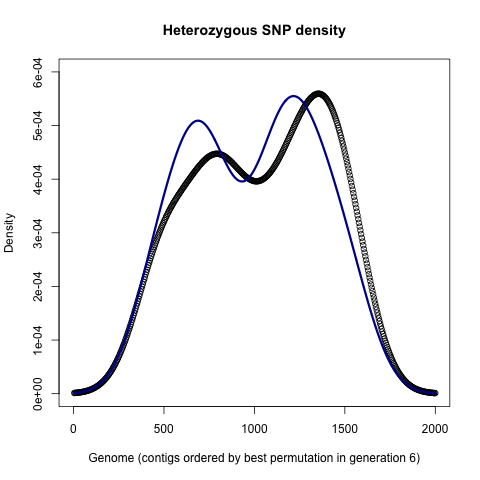 Heterozygous SNP density
6e-04
5e-04
4e-04
3e-04
2e-04
1e-04
0e+00
Density
0 500 1000 1500 2000
Genome (contigs ordered by best permutation in generation 6)